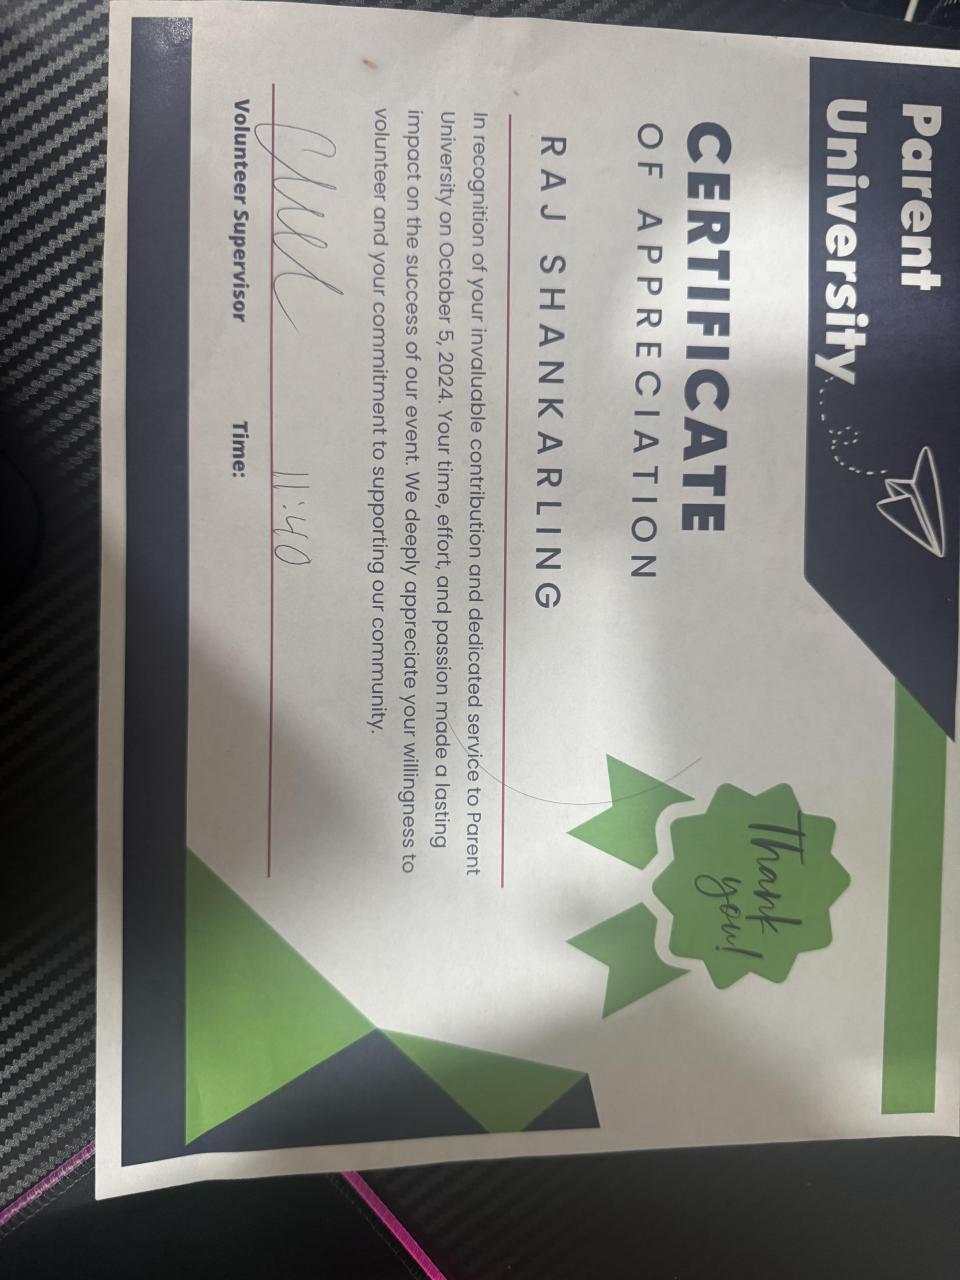 Parent
University
CERTIFICATE
OF APPRECIATION
Thank
you!
RAJ SHANKARLING
In recognition of your invaluable contribution and dedicated service to Parent
University on October 5, 2024. Your time, effort, and passion made a lasting
impact on the success of our event. We deeply appreciate your willingness to
volunteer and your commitment to supporting our community.
11:40
Volunteer Supervisor Time: